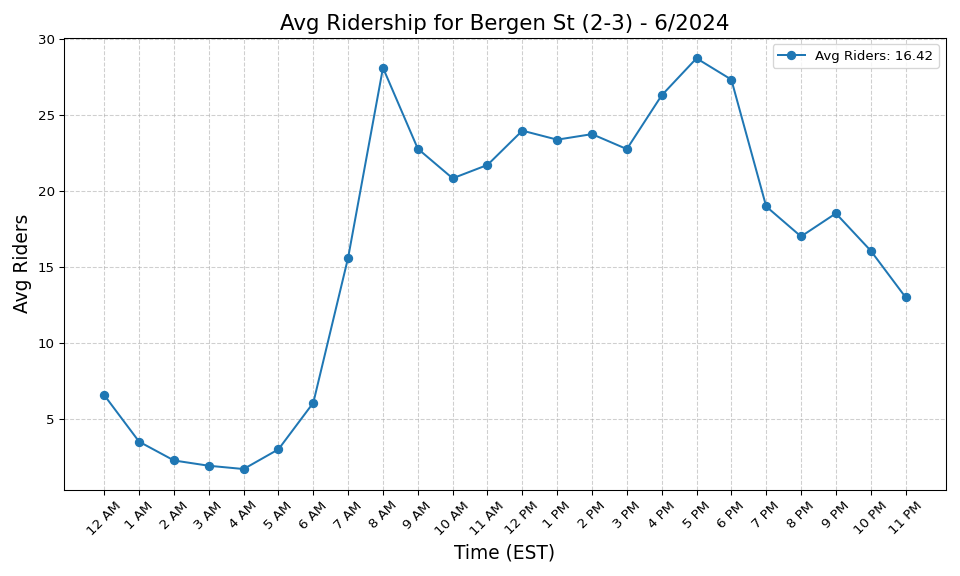 Avg Ridership for Bergen St (2-3) - 6/2024
Avg Riders: 16.42
Avg Riders
30
25
20
15
10
5
12 AM
1 AM
2 AM
3 AM
4 AM
5 AM
6 AM
7 AM
8 AM
9 AM
10 AM
11 AM
12 PM
1 PM
2 PM
3 PM
4 PM
5 PM
6 PM
7 PM
8 PM
9 PM
10 PM
11 PM
Time (EST)